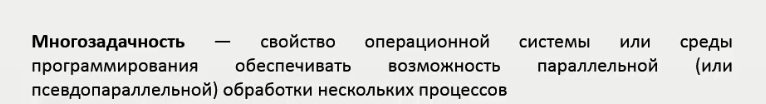 Многозадачность — свойство операционной системы или среды
программирования обеспечивать возможность параллельной (или
псевдопараллельной) обработки нескольких процессов